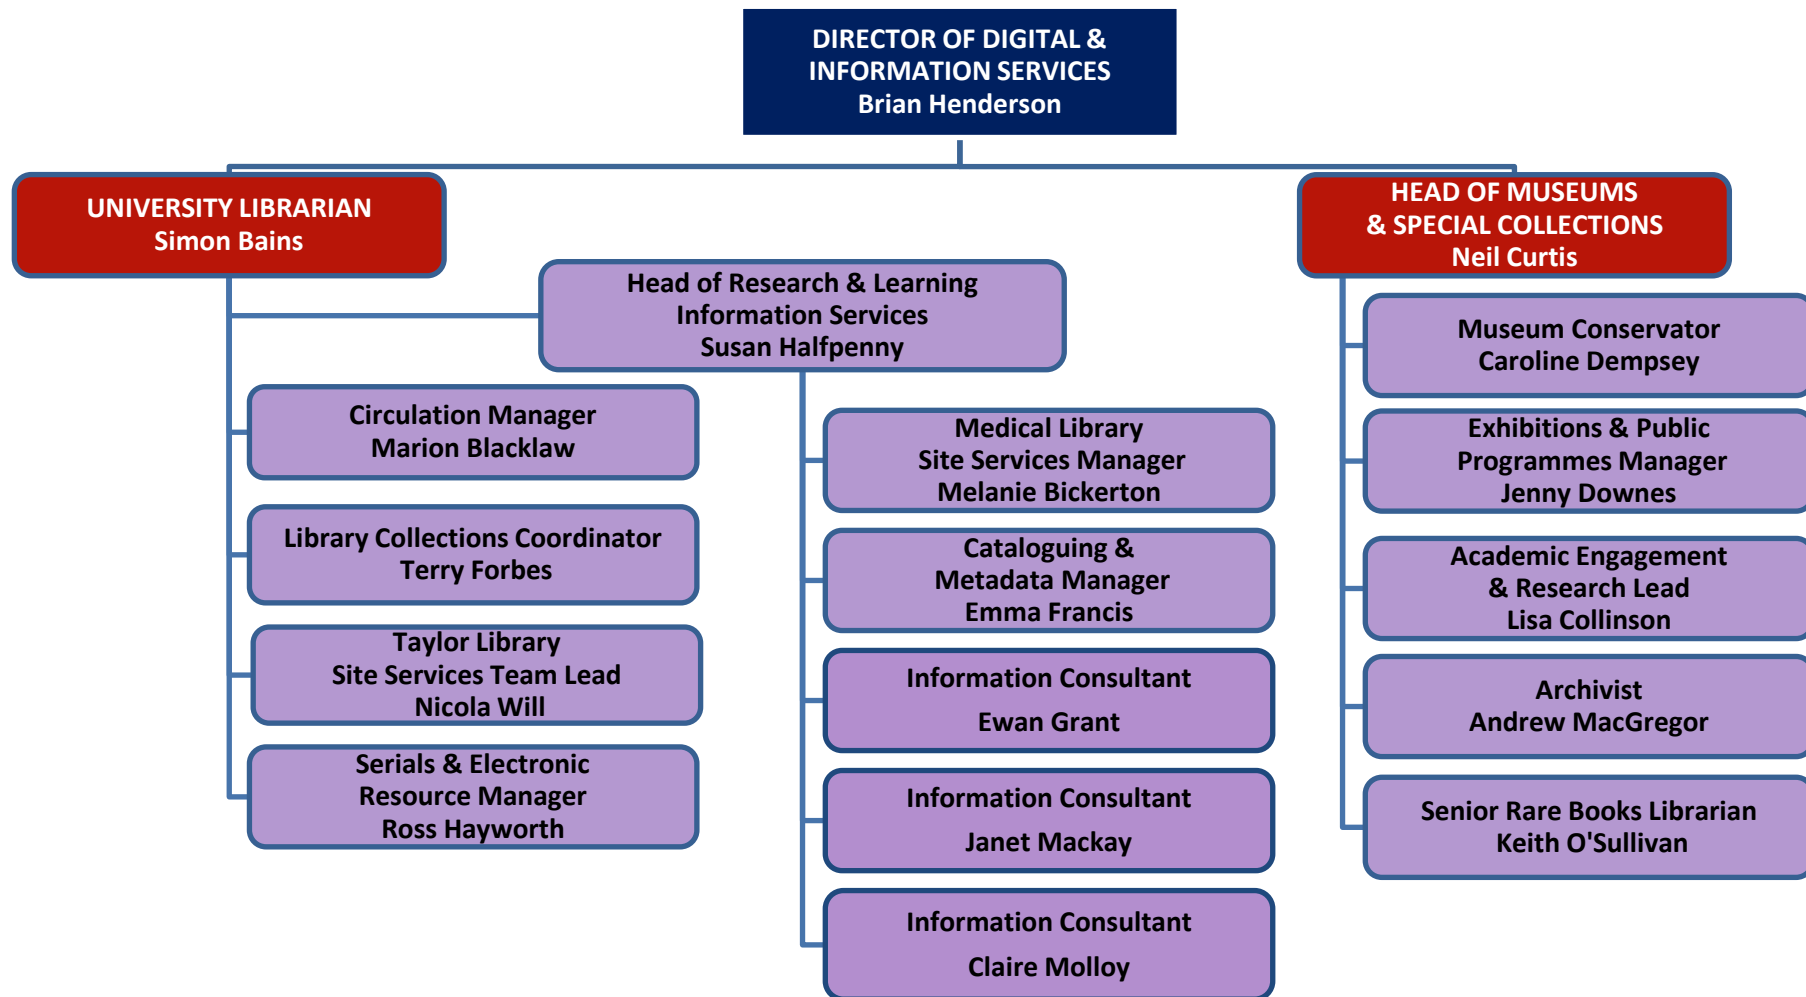 DIRECTOR OF DIGITAL &
INFORMATION SERVICES
Brian Henderson
UNIVERSITY LIBRARIAN
Simon Bains
HEAD OF MUSEUMS
& SPECIAL COLLECTIONS
Neil Curtis
Head of Research & Learning
Information Services
Susan Halfpenny
Circulation Manager
Marion Blacklaw
Library Collections Coordinator
Terry Forbes
Taylor Library
Site Services Team Lead
Nicola Will
Serials & Electronic
Resource Manager
Ross Hayworth
Medical Library
Site Services Manager
Melanie Bickerton
Cataloguing &
Metadata Manager
Emma Francis
Information Consultant
Ewan Grant
Information Consultant
Janet Mackay
Information Consultant
Claire Molloy
Museum Conservator
Caroline Dempsey
Exhibitions & Public
Programmes Manager
Jenny Downes
Academic Engagement
& Research Lead
Lisa Collinson
Archivist
Andrew MacGregor
Senior Rare Books Librarian
Keith O'Sullivan